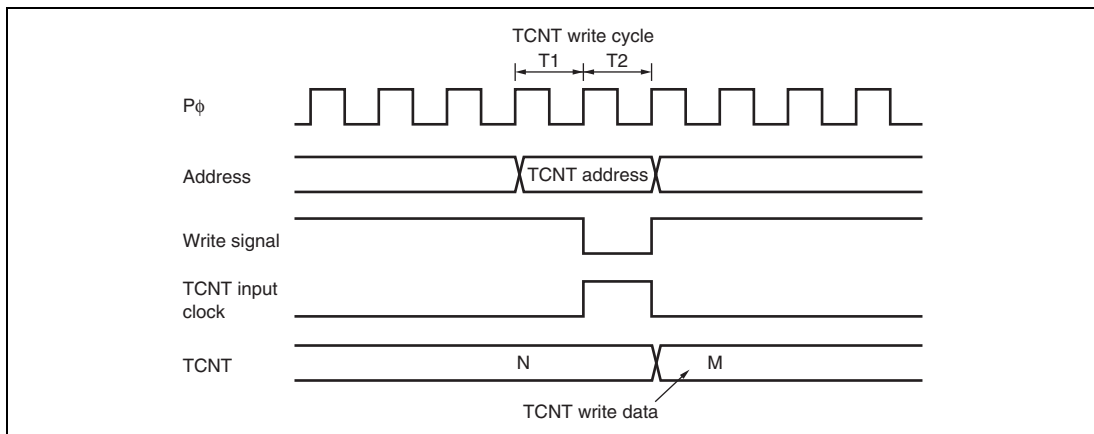 TCNT write cycle
T1 T2
Pϕ
Address
TCNT address
Write signal
TCNT input
clock
TCNT
N
M
TCNT write data